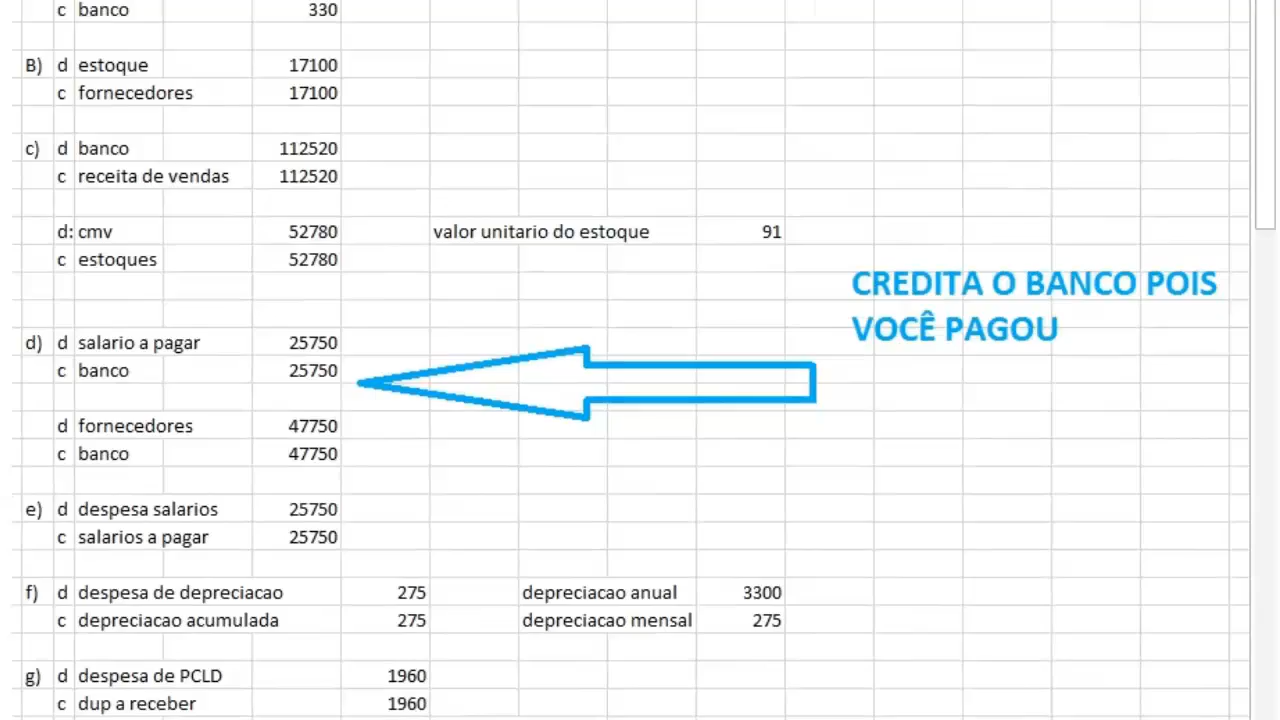 c banco 330
B) d estoque 17100
c fornecedores 17100
c) d banco 112520
c receita de vendas 112520
d: cmv 52780 valor unitario do estoque 91
c estoques 52780
CREDITA O BANCO POIS
VOCÊ PAGOU
d) d salario a pagar 25750
c banco 25750
d fornecedores 47750
c banco 47750
e) d despesa salarios 25750
c salarios a pagar 25750
f) d despesa de depreciacao 275 depreciacao anual 3300
c depreciacao acumulada 275 depreciacao mensal 275
g) d despesa de PCLD 1960
c dup a receber 1960